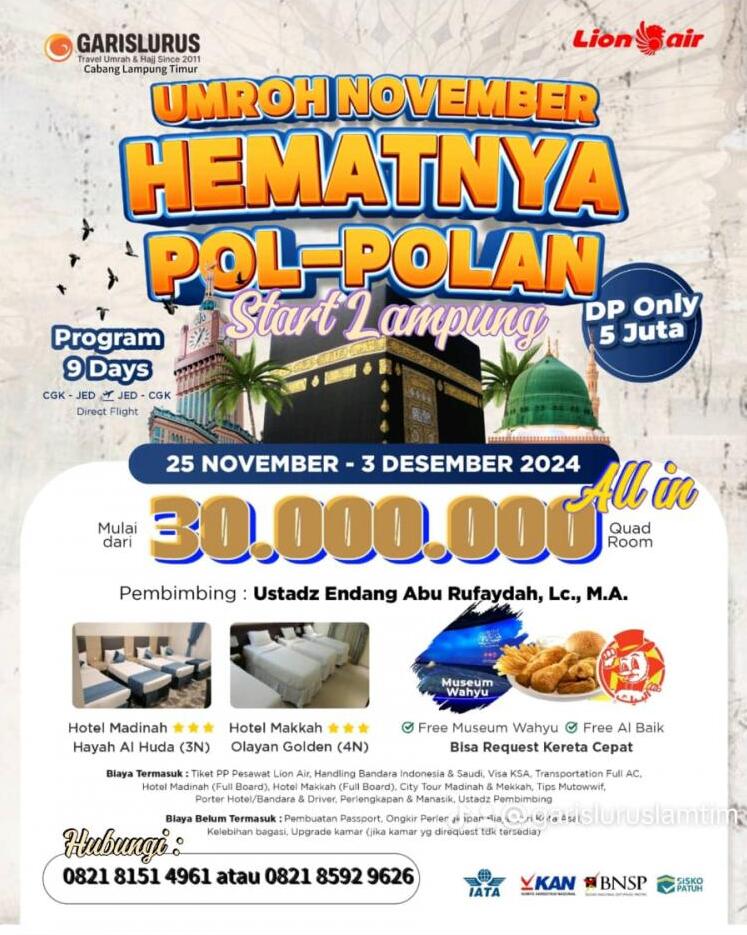 GARISLURUS
Travel Umrah & Hajj Since 2011
Cabang Lampung Timur
Lion air
UMROH NOVEMBER
HEMATNYA
POL-POLAN
Start Lampung
DP Only
5 Juta
Program
9 Days
CGK - JED JED - CGK
Direct Flight
25 NOVEMBER - 3 DESEMBER 2024
All in
Mulai
dari
30.000.000
Quad
Room
Pembimbing : Ustadz Endang Abu Rufaydah, Lc., M.A.
Museum
Wahyu
Hotel Madinah
Hayah Al Huda (3N)
Hotel Makkah
Olayan Golden (4N)
Free Museum Wahyu Free Al Baik
Bisa Request Kereta Cepat
Biaya Termasuk : Tiket PP Pesawat Lion Air, Handling Bandara Indonesia & Saudi, Visa KSA, Transportation Full AC,
Hotel Madinah (Full Board), Hotel Makkah (Full Board), City Tour Madinah & Mekkah, Tips Mutowwif,
Porter Hotel/Bandara & Driver, Perlengkapan & Manasik, Ustadz Pembimbing
Biaya Belum Termasuk : Pembuatan Passport, Ongkir Asal,
Kelebihan bagasi, Upgrade kamar (jika kamar yg direquest tdk tersedia)
@garisluruslamtim
Hubungi :
0821 8151 4961 atau 0821 8592 9626
IATA
KAN
BNSP
SISKO
PATUH